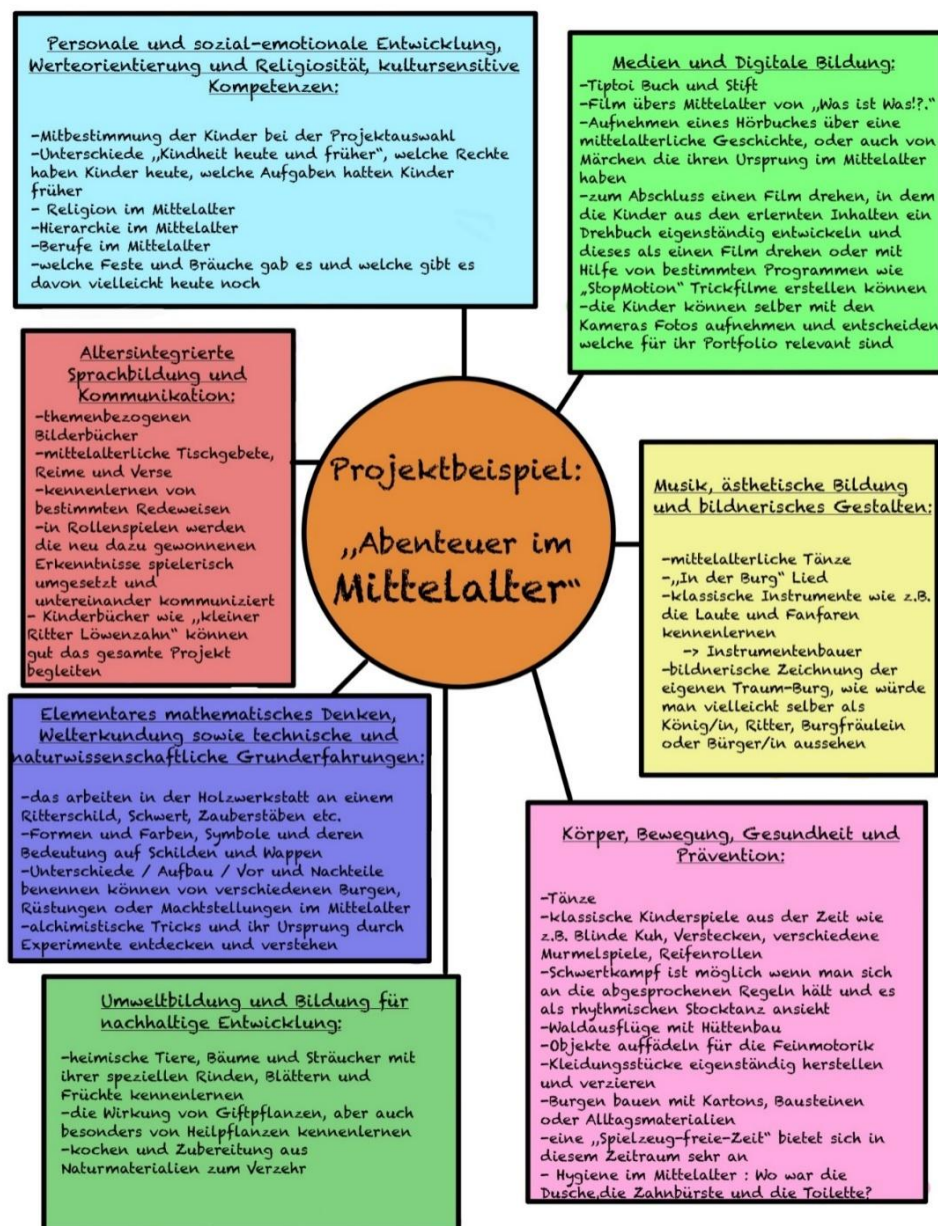 Personale und sozial-emotionale Entwicklung,
Werteorientierung und Religiosität, kultursensitive
Kompetenzen:
-Mitbestimmung der Kinder bei der Projektauswahl
-Unterschiede „Kindheit heute und früher", welche Rechte
haben Kinder heute, welche Aufgaben hatten Kinder
früher
- Religion im Mittelalter
-Hierarchie im Mittelalter
-Berufe im Mittelalter
-welche Feste und Bräuche gab es und welche gibt es
davon vielleicht heute noch
Medien und Digitale Bildung:
-Tiptoi Buch und Stift
-Film übers Mittelalter von „Was ist Was!?."
-Aufnehmen eines Hörbuches über eine
mittelalterliche Geschichte, oder auch von
Märchen die ihren Ursprung im Mittelalter
haben
-zum Abschluss einen Film drehen, in dem
die Kinder aus den erlernten Inhalten ein
Drehbuch eigenständig entwickeln und
dieses als einen Film drehen oder mit
Hilfe von bestimmten Programmen wie
„StopMotion" Trickfilme erstellen können
-die Kinder können selber mit den
Kameras Fotos aufnehmen und entscheiden
welche für ihr Portfolio relevant sind
Altersintegrierte
Sprachbildung und
Kommunikation:
-themenbezogenen
Bilderbücher
-mittelalterliche Tischgebete,
Reime und Verse
-kennenlernen von
bestimmten Redeweisen
-in Rollenspielen werden
die neu dazu gewonnenen
Erkenntnisse spielerisch
umgesetzt und
untereinander kommuniziert
- Kinderbücher wie „kleiner
Ritter Löwenzahn" können
gut das gesamte Projekt
begleiten
Projektbeispiel:
„Abenteuer im
Mittelalter"
Musik, ästhetische Bildung
und bildnerisches Gestalten:
-mittelalterliche Tänze
-„In der Burg" Lied
-klassische Instrumente wie z.B.
die Laute und Fanfaren
kennenlernen
-> Instrumentenbauer
-bildnerische Zeichnung der
eigenen Traum-Burg, wie würde
man vielleicht selber als
König/in, Ritter, Burgfräulein
oder Bürger/in aussehen
Elementares mathematisches Denken,
Welterkundung sowie technische und
naturwissenschaftliche Grunderfahrungen:
-das arbeiten in der Holzwerkstatt an einem
Ritterschild, Schwert, Zauberstäben etc.
-Formen und Farben, Symbole und deren
Bedeutung auf Schilden und Wappen
-Unterschiede / Aufbau / Vor und Nachteile
benennen können von verschiedenen Burgen,
Rüstungen oder Machtstellungen im Mittelalter
-alchimistische Tricks und ihr Ursprung durch
Experimente entdecken und verstehen
Körper, Bewegung, Gesundheit und
Prävention:
-Tänze
-klassische Kinderspiele aus der Zeit wie
z.B. Blinde Kuh, Verstecken, verschiedene
Murmelspiele, Reifenrollen
-Schwertkampf ist möglich wenn man sich
an die abgesprochenen Regeln hält und es
als rhythmischen Stocktanz ansieht
-Waldausflüge mit Hüttenbau
-Objekte auffädeln für die Feinmotorik
-Kleidungsstücke eigenständig herstellen
und verzieren
-Burgen bauen mit Kartons, Bausteinen
oder Alltagsmaterialien
-eine „Spielzeug-freie-Zeit" bietet sich in
diesem Zeitraum sehr an
- Hygiene im Mittelalter : Wo war die
Dusche,die Zahnbürste und die Toilette?
Umweltbildung und Bildung für
nachhaltige Entwicklung:
-heimische Tiere, Bäume und Sträucher mit
ihrer speziellen Rinden, Blättern und
Früchte kennenlernen
-die Wirkung von Giftpflanzen, aber auch
besonders von Heilpflanzen kennenlernen
-kochen und Zubereitung aus
Naturmaterialien zum Verzehr